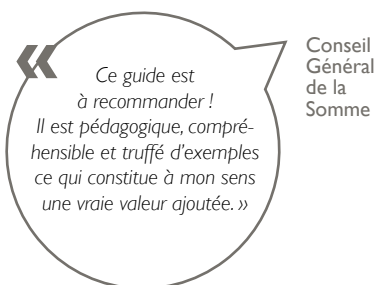 «
Ce guide est
à recommander !
Il est pédagogique, compré-
hensible et truffé d’exemples
ce qui constitue à mon sens
une vraie valeur ajoutée. »
Conseil
Général
de la
Somme